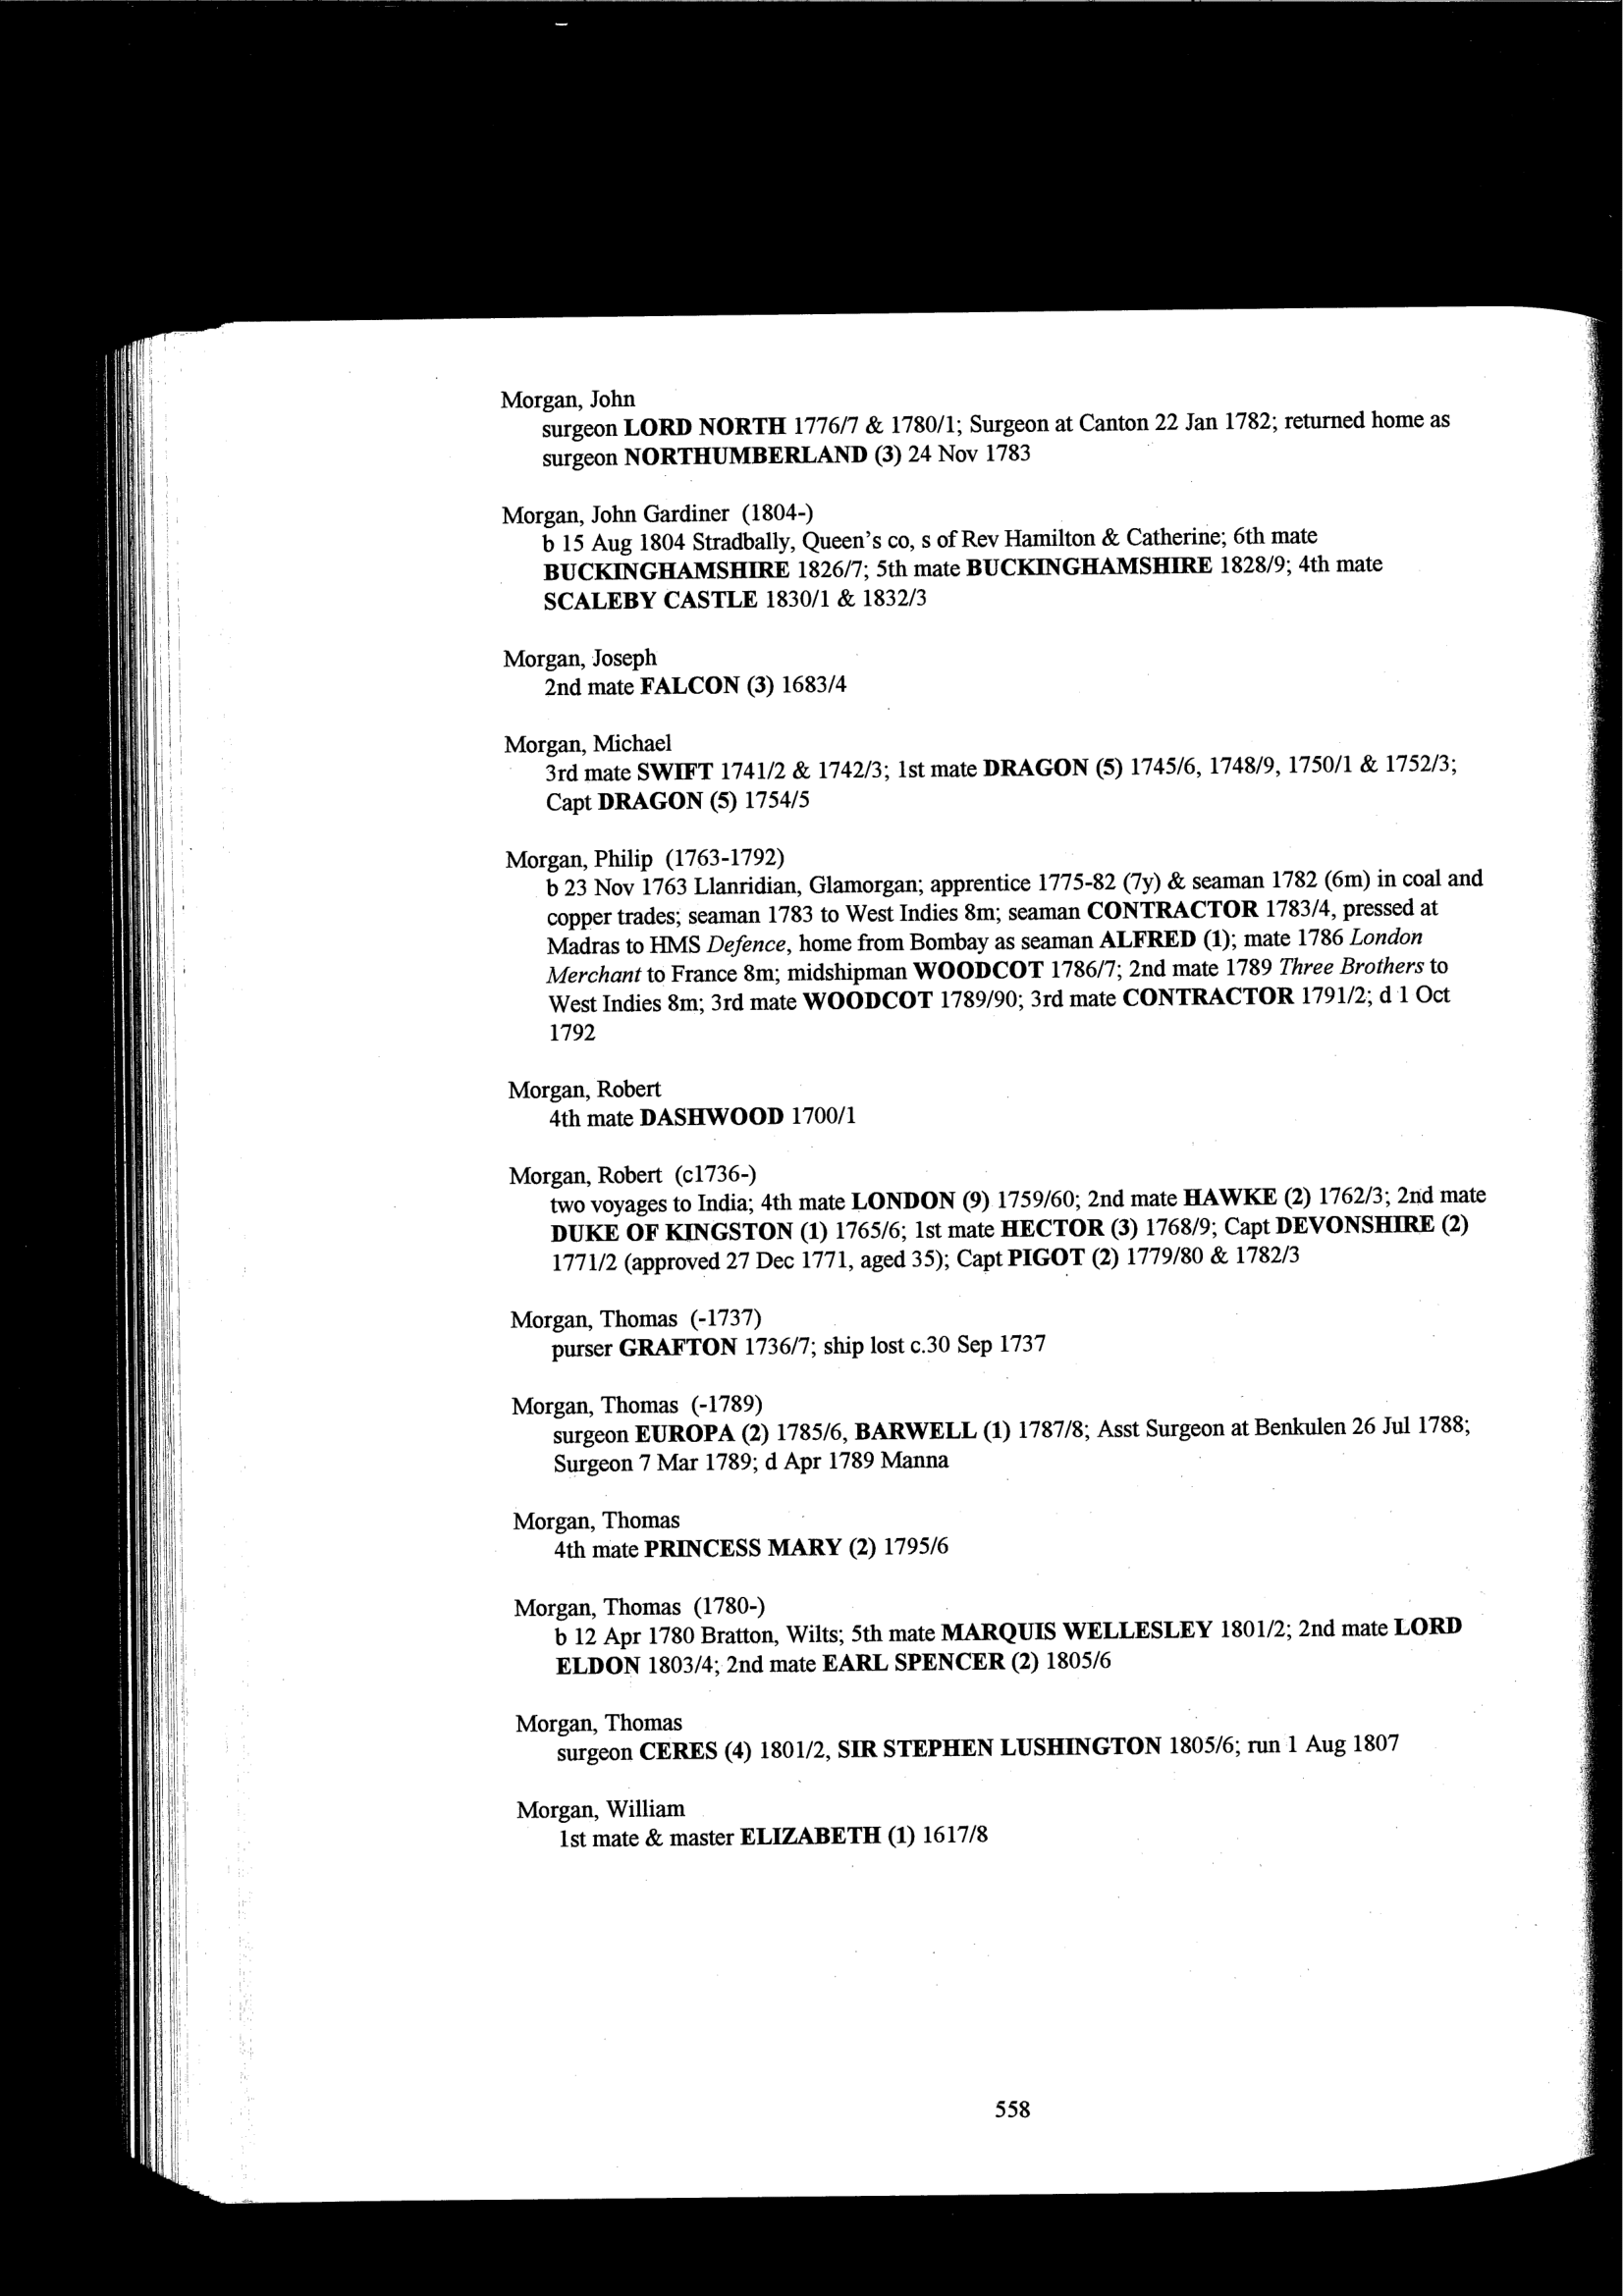 Morgan, John
surgeon LORD NORTH 1776/7 & 1780/1; Surgeon at Canton 22 Jan 1782; returned home as
surgeon NORTHUMBERLAND (3) 24 Nov 1783
Morgan, John Gardiner (1804-)
b 15 Aug 1804 Stradbally, Queen's co, s of Rev Hamilton & Catherine; 6th mate
BUCKINGHAMSHIRE 1826/7; 5th mate BUCKINGHAMSHIRE 1828/9; 4th mate
SCALEBY CASTLE 1830/1 & 1832/3
Morgan, Joseph
2nd mate FALCON (3) 1683/4
Morgan, Michael
3rd mate SWIFT 1741/2 & 1742/3; 1st mate DRAGON (5) 1745/6, 1748/9, 1750/1 & 1752/3;
Capt DRAGON (5) 1754/5
Morgan, Philip (1763-1792)
b 23 Nov 1763 Llanridian, Glamorgan; apprentice 1775-82 (7y) & seaman 1782 (6m) in coal and
copper trades; seaman 1783 to West Indies 8m; seaman CONTRACTOR 1783/4, pressed at
Madras to HMS Defence, home from Bombay as seaman ALFRED (1); mate 1786 London
Merchant to France 8m; midshipman WOODCOT 1786/7; 2nd mate 1789 Three Brothers to
West Indies 8m; 3rd mate WOODCOT 1789/90; 3rd mate CONTRACTOR 1791/2; d 1 Oct
1792
Morgan, Robert
4th mate DASHWOOD 1700/1
Morgan, Robert (c1736-)
two voyages to India; 4th mate LONDON (9) 1759/60; 2nd mate HAWKE (2) 1762/3; 2nd mate
DUKE OF KINGSTON (1) 1765/6; 1st mate HECTOR (3) 1768/9; Capt DEVONSHIRE (2)
1771/2 (approved 27 Dec 1771, aged 35); Capt PIGOT (2) 1779/80 & 1782/3
Morgan, Thomas (-1737)
purser GRAFTON 1736/7; ship lost c.30 Sep 1737
Morgan, Thomas (-1789)
surgeon EUROPA (2) 1785/6, BARWELL (1) 1787/8; Asst Surgeon at Benkulen 26 Jul 1788;
Surgeon 7 Mar 1789; d Apr 1789 Manna
Morgan, Thomas
4th mate PRINCESS MARY (2) 1795/6
Morgan, Thomas (1780-)
b 12 Apr 1780 Bratton, Wilts; 5th mate MARQUIS WELLESLEY 1801/2; 2nd mate LORD
ELDON 1803/4; 2nd mate EARL SPENCER (2) 1805/6
Morgan, Thomas
surgeon CERES (4) 1801/2, SIR STEPHEN LUSHINGTON 1805/6; run 1 Aug 1807
Morgan, William
1st mate & master ELIZABETH (1) 1617/8
558